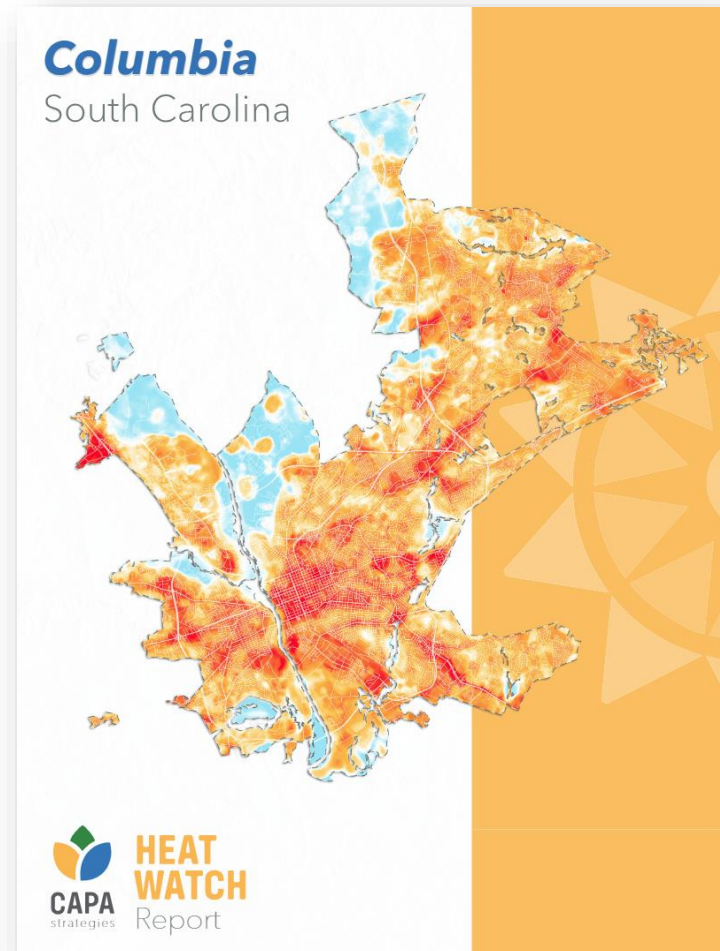 Columbia
South Carolina
CAPA
strategies
HEAT
WATCH
Report